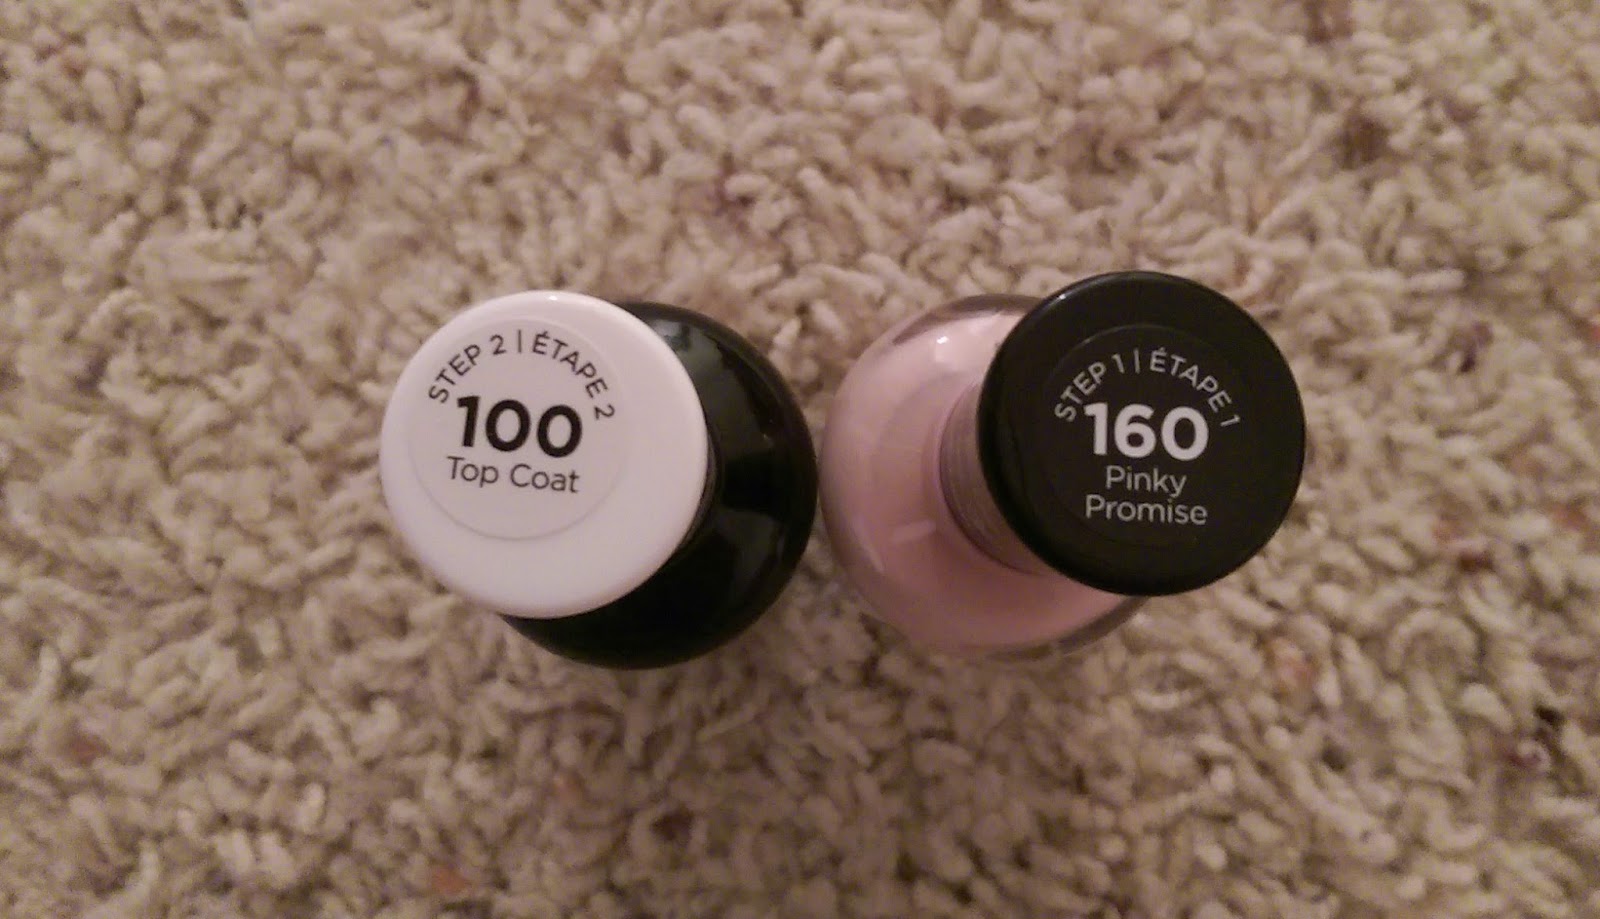 STEP 2 | ÉTAPE 2
100
Top Coat
STEP 1 | ÉTAPE 1
160
Pinky
Promise